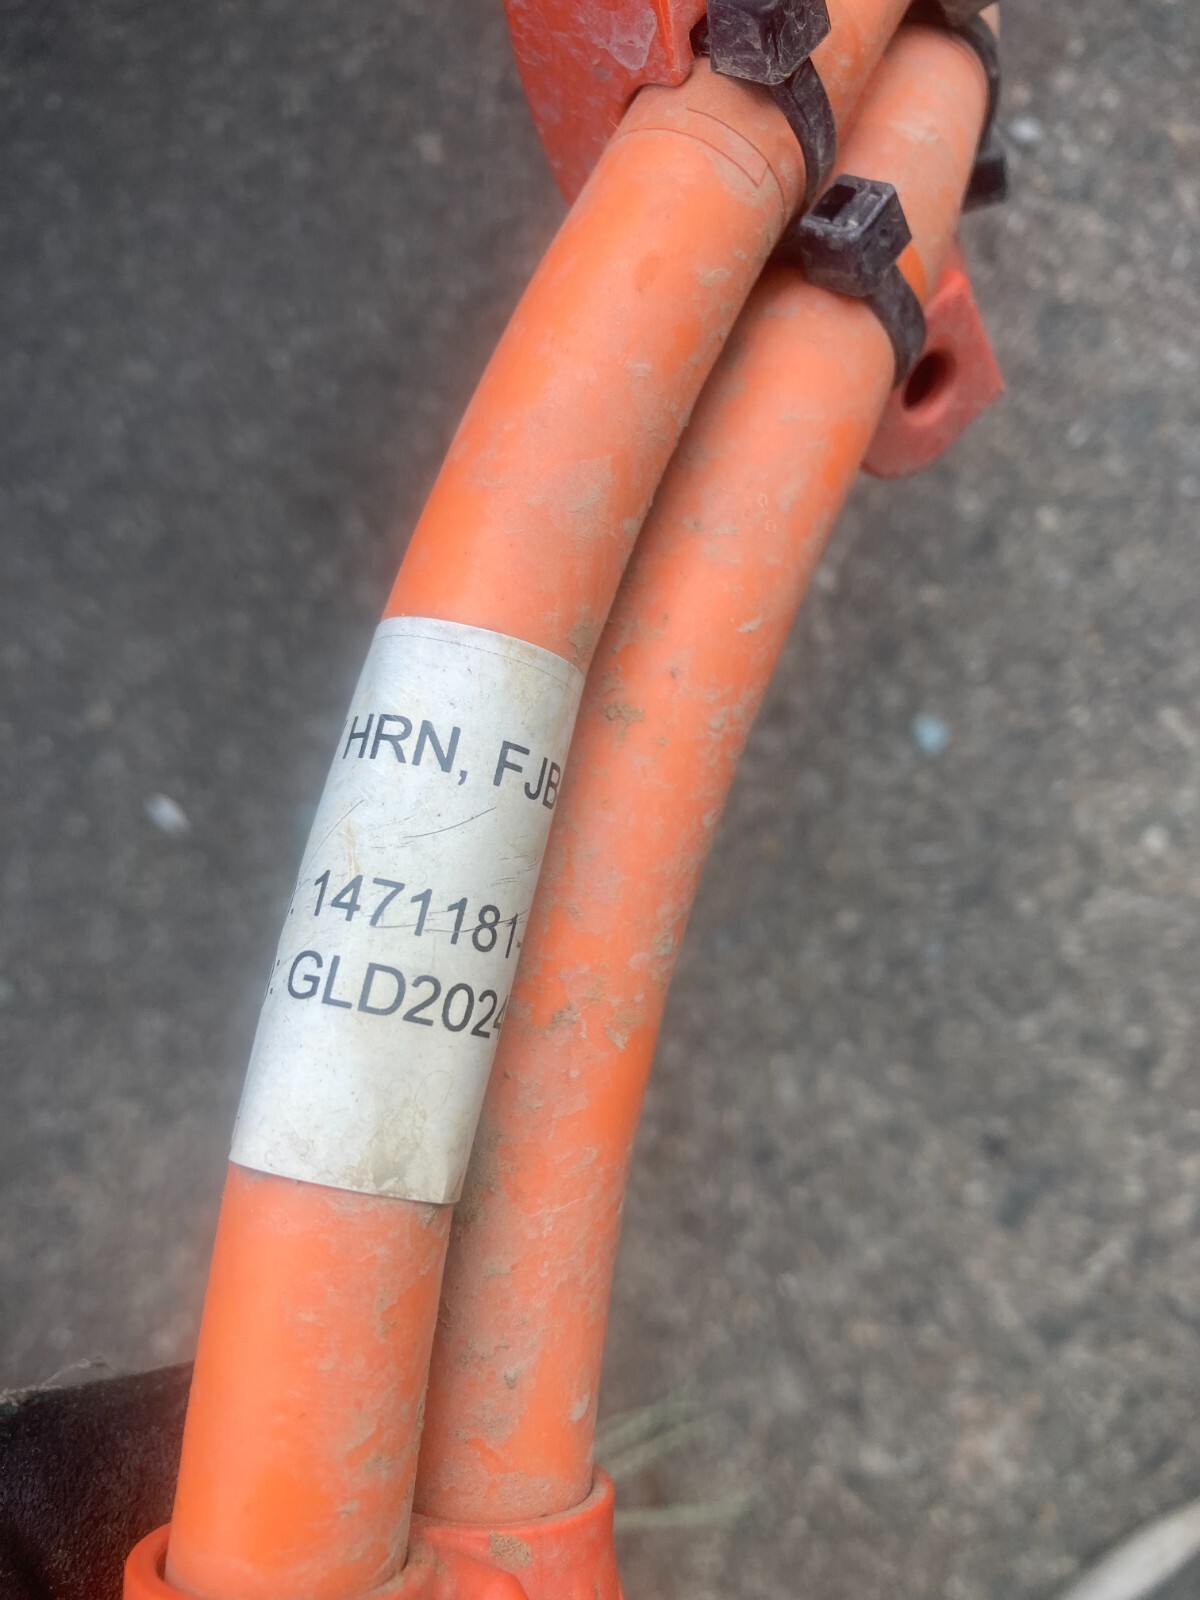 HRN, FJB
: 1471181-
: GLD2024